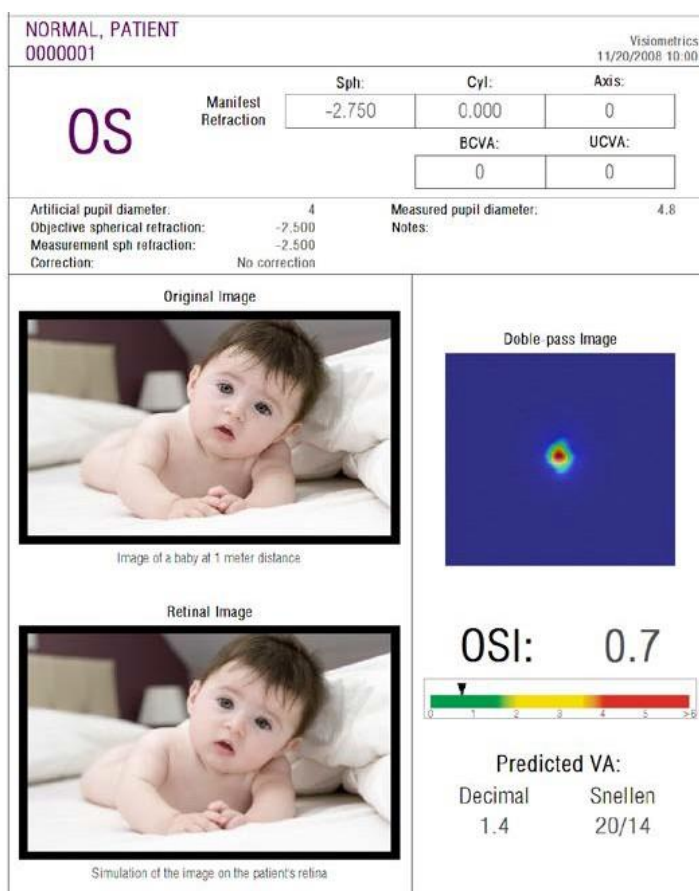 NORMAL, PATIENT
0000001
Visiometrics
11/20/2008 10:00
OS
Manifest Refraction
Sph: Cyl: Axis:
-2.750 0.000 0
BCVA: UCVA:
0 0
Artificial pupil diameter: 4
Objective spherical refraction: -2.500
Measurement sph refraction: -2.500
Correction: No correction
Measured pupil diameter: 4.8
Notes:
Original Image
Image of a baby at 1 meter distance
Retinal Image
Simulation of the image on the patient's retina
Doble-pass Image
OSI: 0.7
0 1 2 3 4 5 >6
Predicted VA:
Decimal Snellen
1.4 20/14